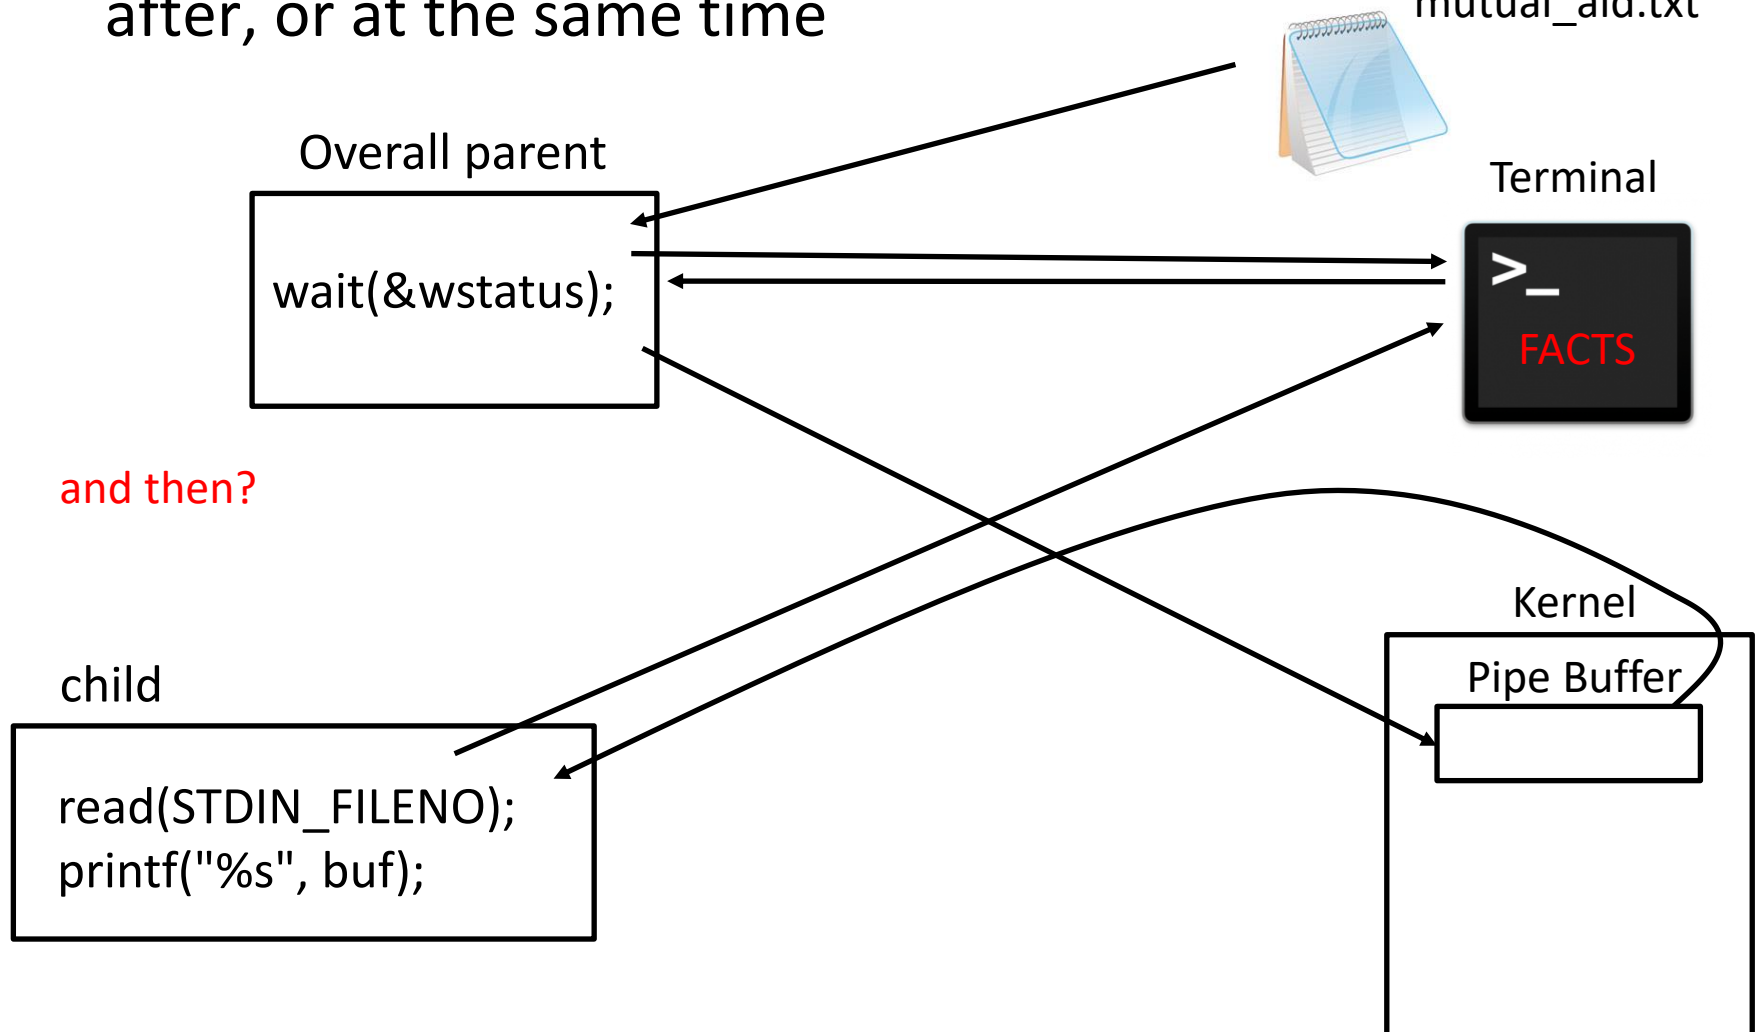 after, or at the same time
mutual_aid.txt
Overall parent
Terminal
wait(&wstatus);
>_
FACTS
and then?
Kernel
child
Pipe Buffer
read(STDIN_FILENO);
printf("%s", buf);